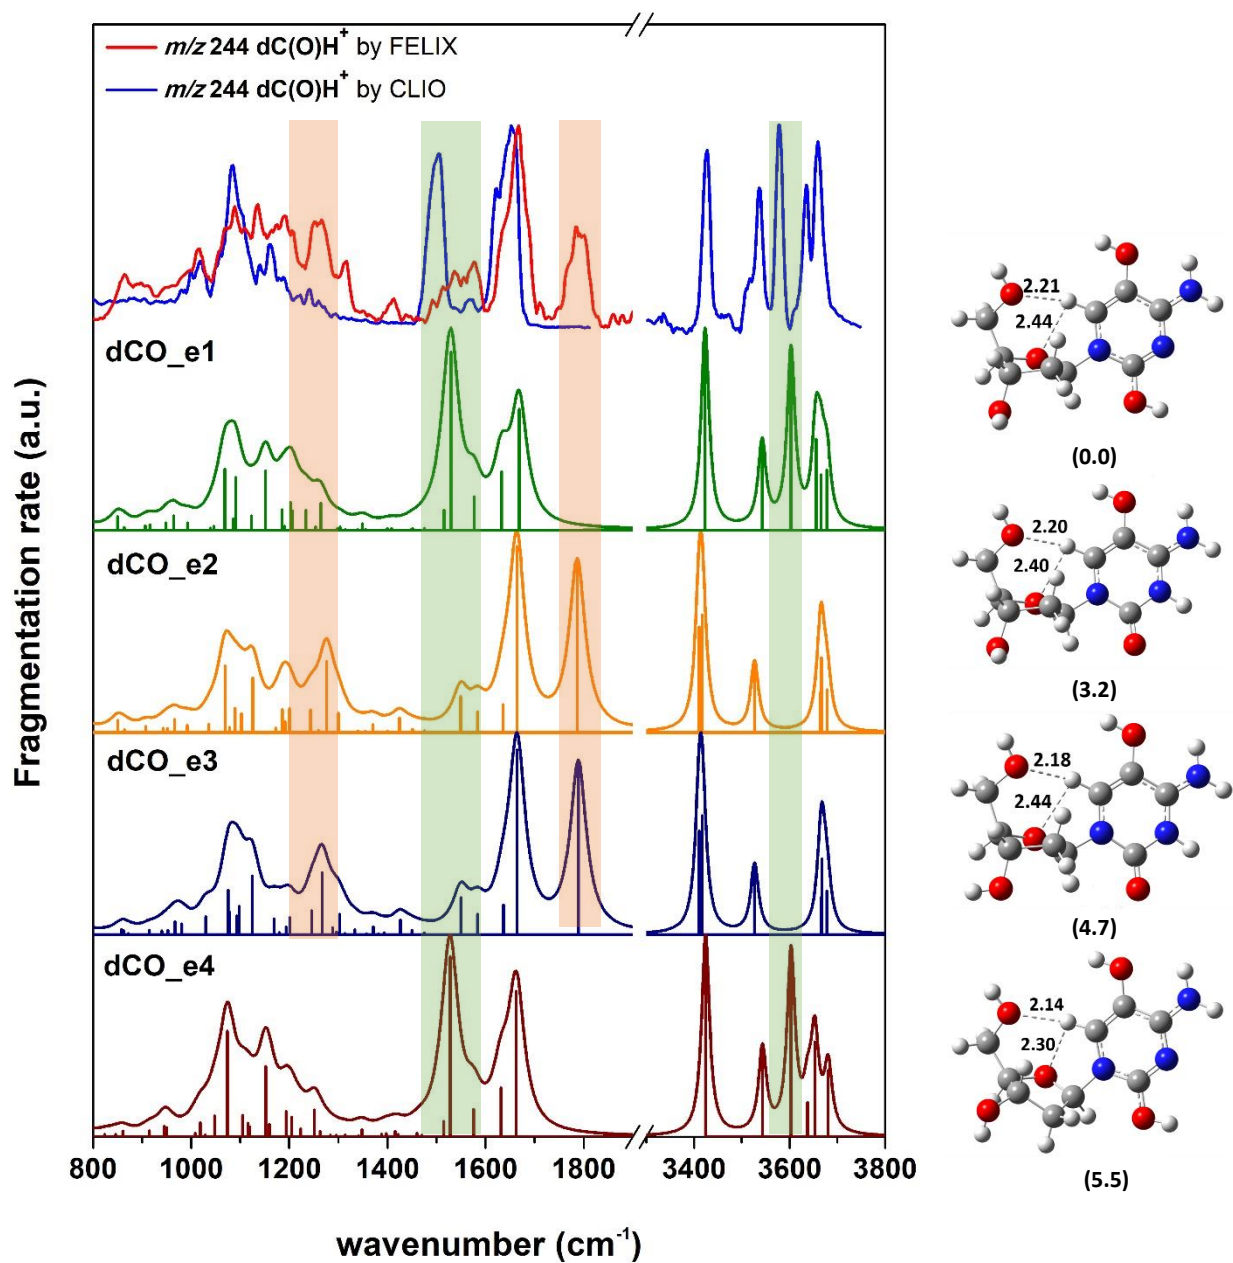 m/z 244 dC(O)H+ by FELIX
m/z 244 dC(O)H+ by CLIO
dCO_e1
dCO_e2
dCO_e3
dCO_e4
Fragmentation rate (a.u.)
800 1000 1200 1400 1600 1800 3400 3600 3800
wavenumber (cm-1)
2.21
2.44
(0.0)
2.20
2.40
(3.2)
2.18
2.44
(4.7)
2.14
2.30
(5.5)